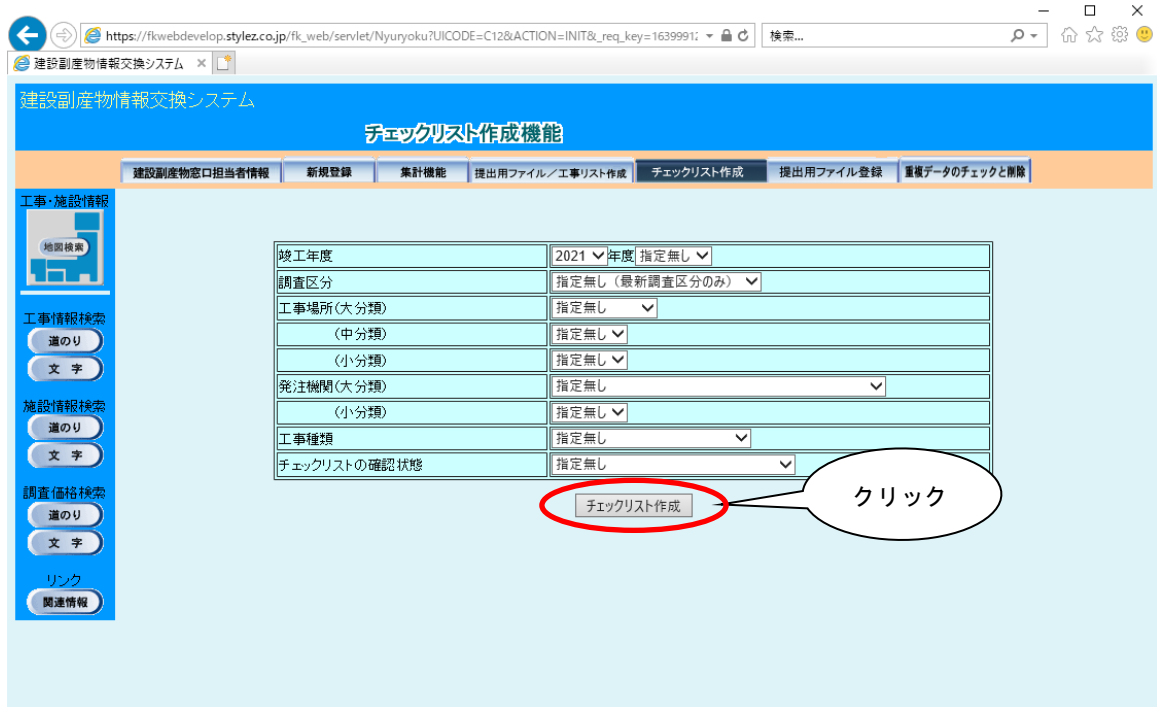 https://fkwebdevelop.stylez.co.jp/fk_web/servlet/Nyuryoku?UICODE=C12&ACTION=INIT&_req_key=16399912
検索...
建設副産物情報交換システム
建設副産物情報交換システム
チェックリスト作成機能
建設副産物窓口担当者情報 新規登録 集計機能 提出用ファイル／工事リスト作成 チェックリスト作成 提出用ファイル登録 重複データのチェックと削除
工事・施設情報
地図検索
工事情報検索
道のり
文 字
施設情報検索
道のり
文 字
調査価格検索
道のり
文 字
リンク
関連情報
竣工年度 2021 年度 指定無し
調査区分 指定無し（最新調査区分のみ）
工事場所(大分類) 指定無し
(中分類) 指定無し
(小分類) 指定無し
発注機関(大分類) 指定無し
(小分類) 指定無し
工事種類 指定無し
チェックリストの確認状態 指定無し
チェックリスト作成
クリック